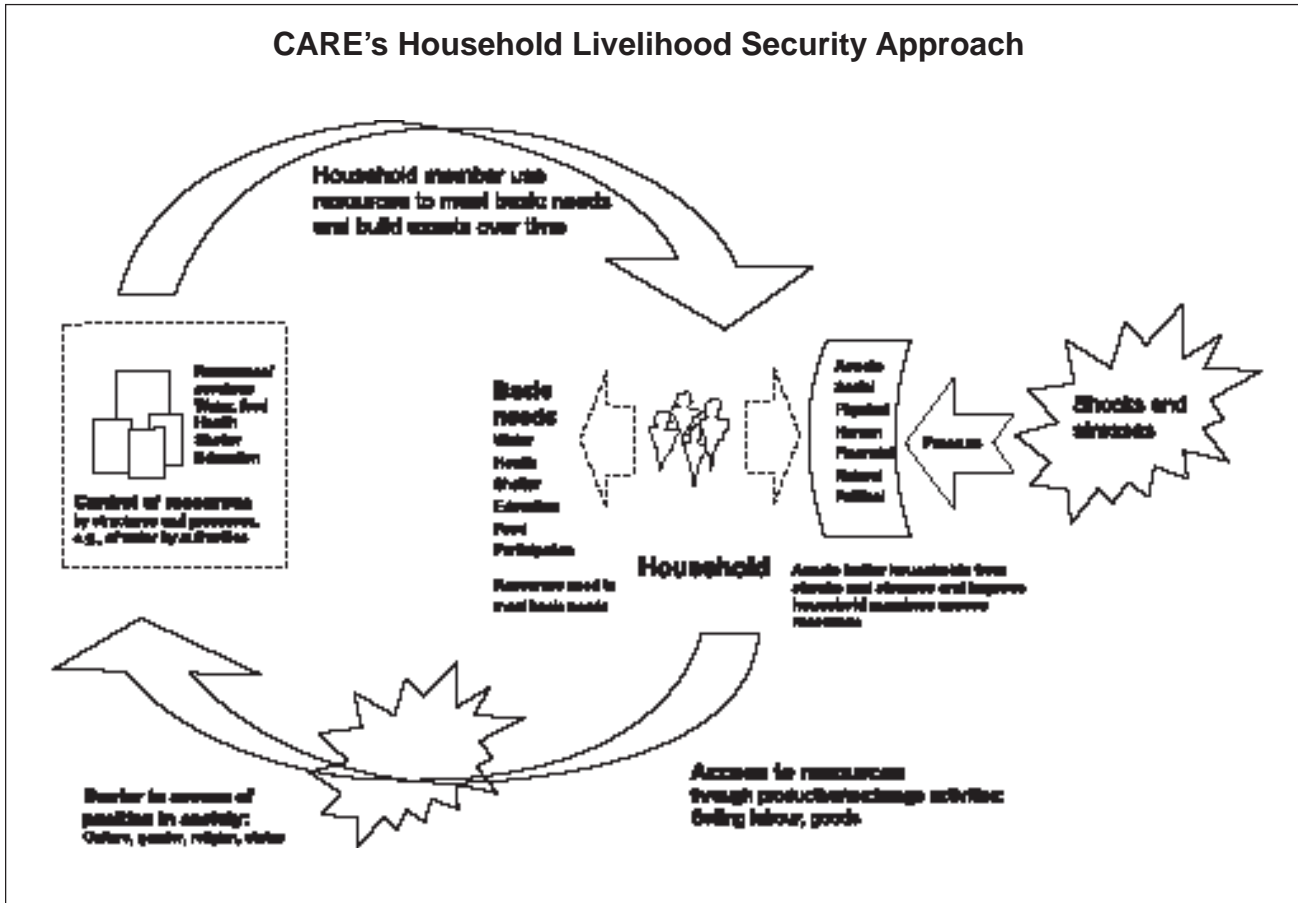 CARE’s Household Livelihood Security Approach
Household member use
resources to meet basic needs
and build assets over time
Resources/
services
Water, food
Health
Shelter
Education
Control of resources
by structures and processes,
e.g., of water by authorities
Basic
needs
Water
Health
Shelter
Education
Food
Participation
Resources used to
meet basic needs
Household
Assets
Social
Physical
Human
Financial
Natural
Political
Pressure
Shocks and
stresses
Assets buffer households from
shocks and stresses and improve
household members access
resources
Barrier to access of
position in society:
Culture, gender, religion, status
Access to resources
through production/exchange activities:
Selling labour, goods